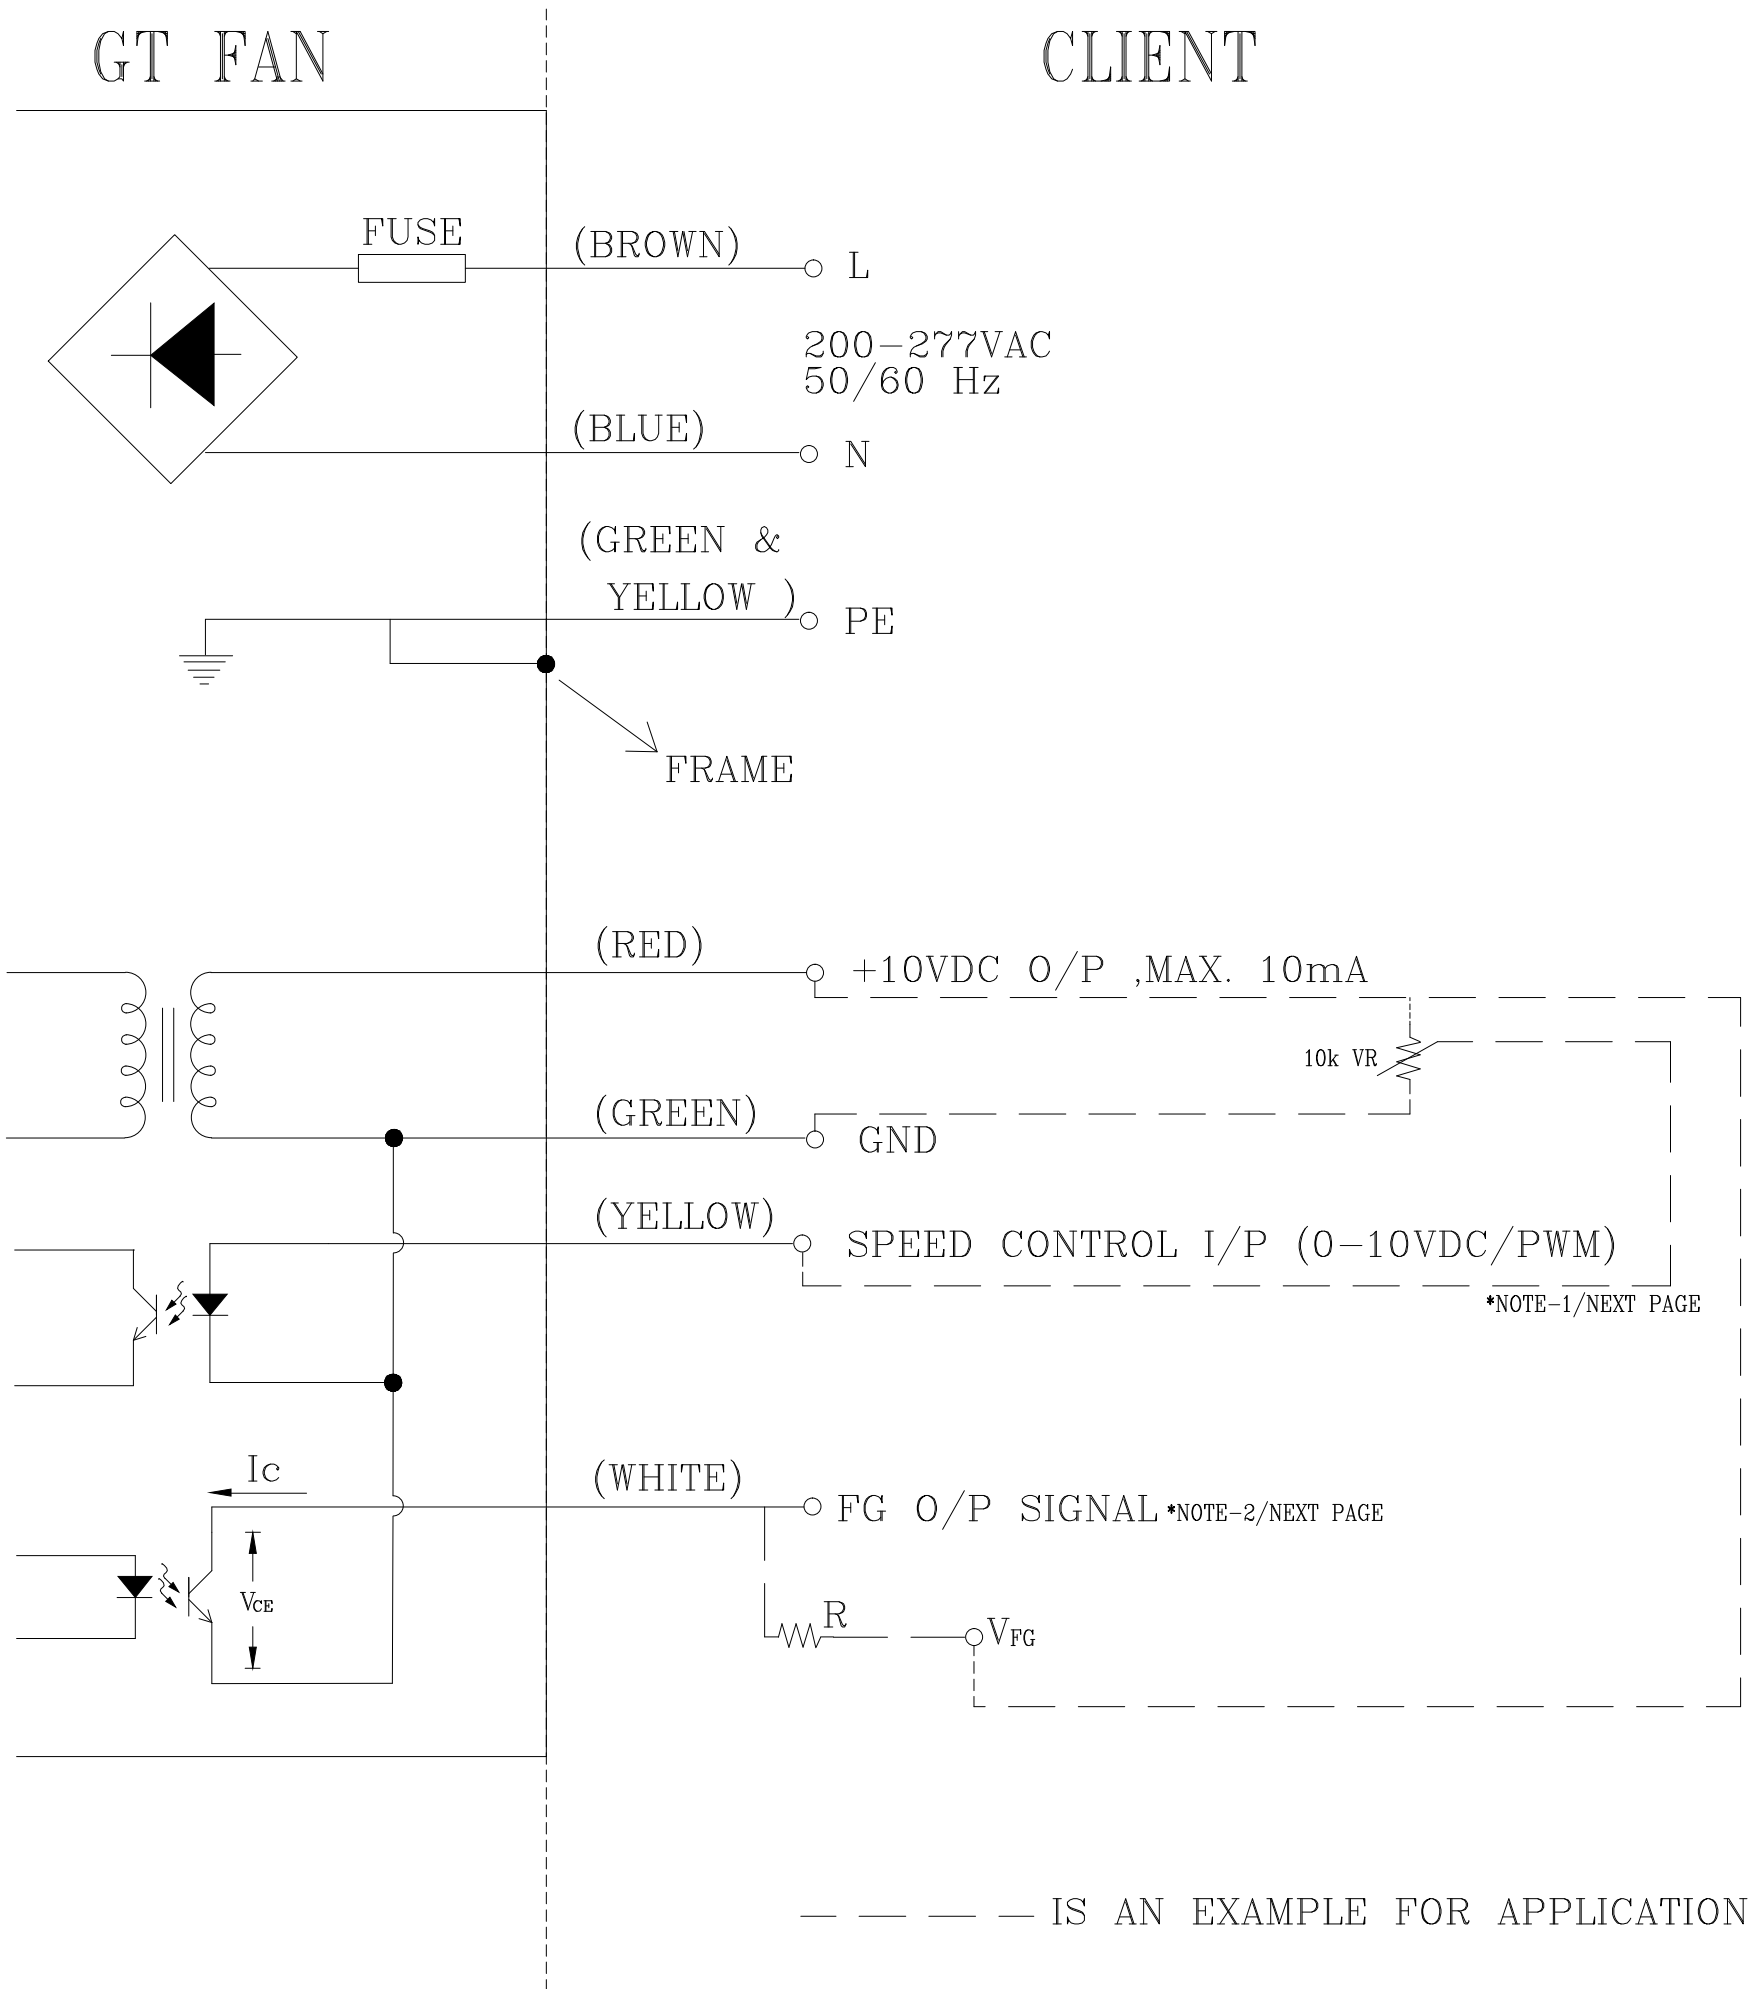 GT FAN
CLIENT
FUSE
(BROWN)
L
200-277VAC
50/60 Hz
(BLUE)
N
(GREEN &
YELLOW )
PE
FRAME
(RED)
+10VDC O/P ,MAX. 10mA
10k VR
(GREEN)
GND
(YELLOW)
SPEED CONTROL I/P (0-10VDC/PWM)
*NOTE-1/NEXT PAGE
Ic
(WHITE)
FG O/P SIGNAL *NOTE-2/NEXT PAGE
VCE
R
VFG
IS AN EXAMPLE FOR APPLICATION